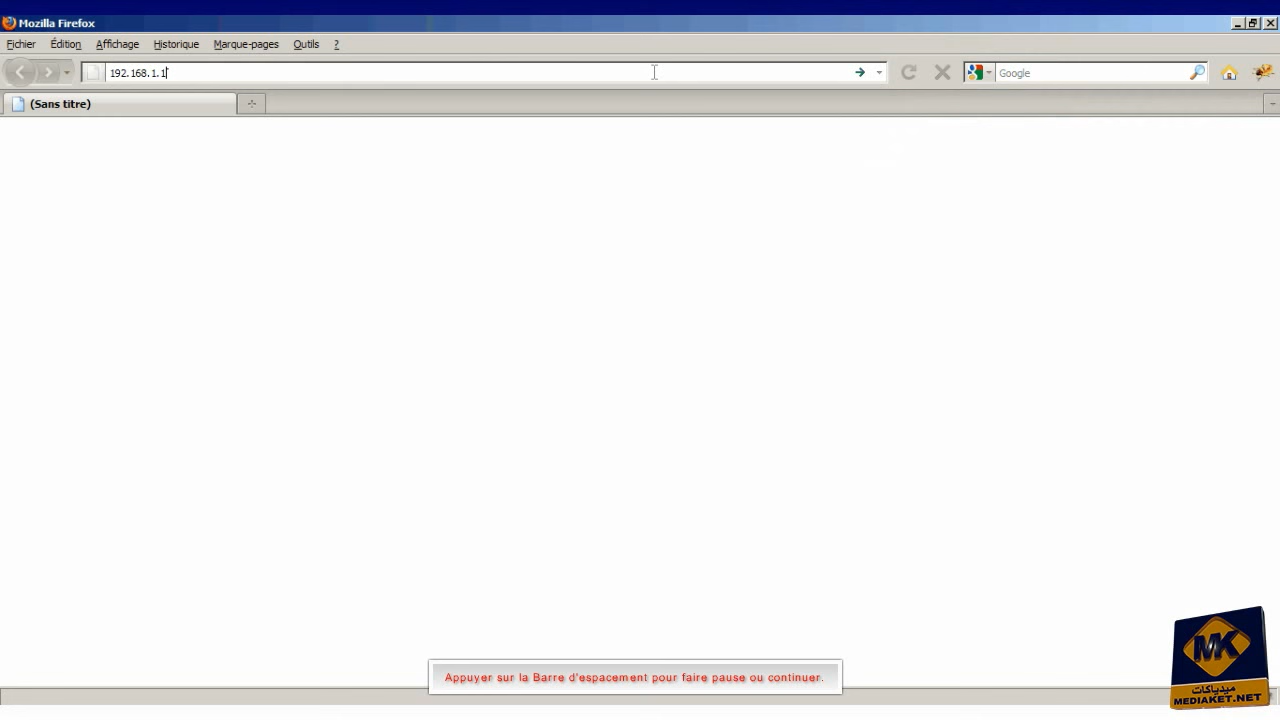 Mozilla Firefox
Fichier Édition Affichage Historique Marque-pages Outils ?
192.168.1.1
Google
(Sans titre)
Appuyer sur la Barre d'espacement pour faire pause ou continuer.
MK
ميدياكات
MEDIAKET.NET